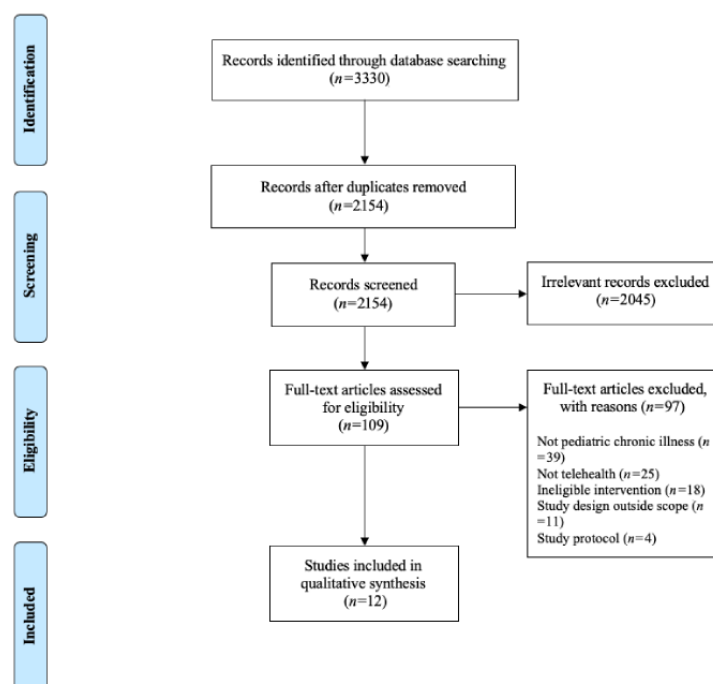 Identification
Records identified through database searching
(n=3330)
Records after duplicates removed
(n=2154)
Screening
Records screened
(n=2154)
Irrelevant records excluded
(n=2045)
Eligibility
Full-text articles assessed
for eligibility
(n=109)
Full-text articles excluded,
with reasons (n=97)
Not pediatric chronic illness (n
=39)
Not telehealth (n=25)
Ineligible intervention (n=18)
Study design outside scope (n
=11)
Study protocol (n=4)
Included
Studies included in
qualitative synthesis
(n=12)